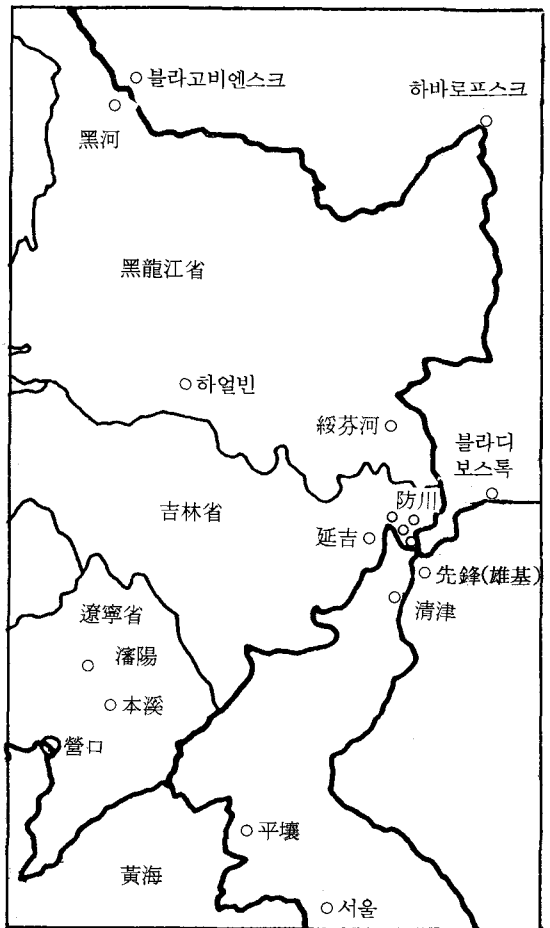 블라고비엔스크
하바로프스크
黑河
黑龍江省
하얼빈
綏芬河
블라디
보스톡
防川
吉林省
延吉
先鋒(雄基)
淸津
遼寧省
瀋陽
本溪
營口
平壤
黃海
서울